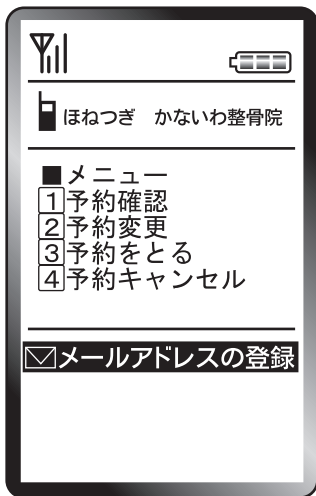 ほねつぎ　かないわ整骨院
■メニュー
1予約確認
2予約変更
3予約をとる
4予約キャンセル
メールアドレスの登録